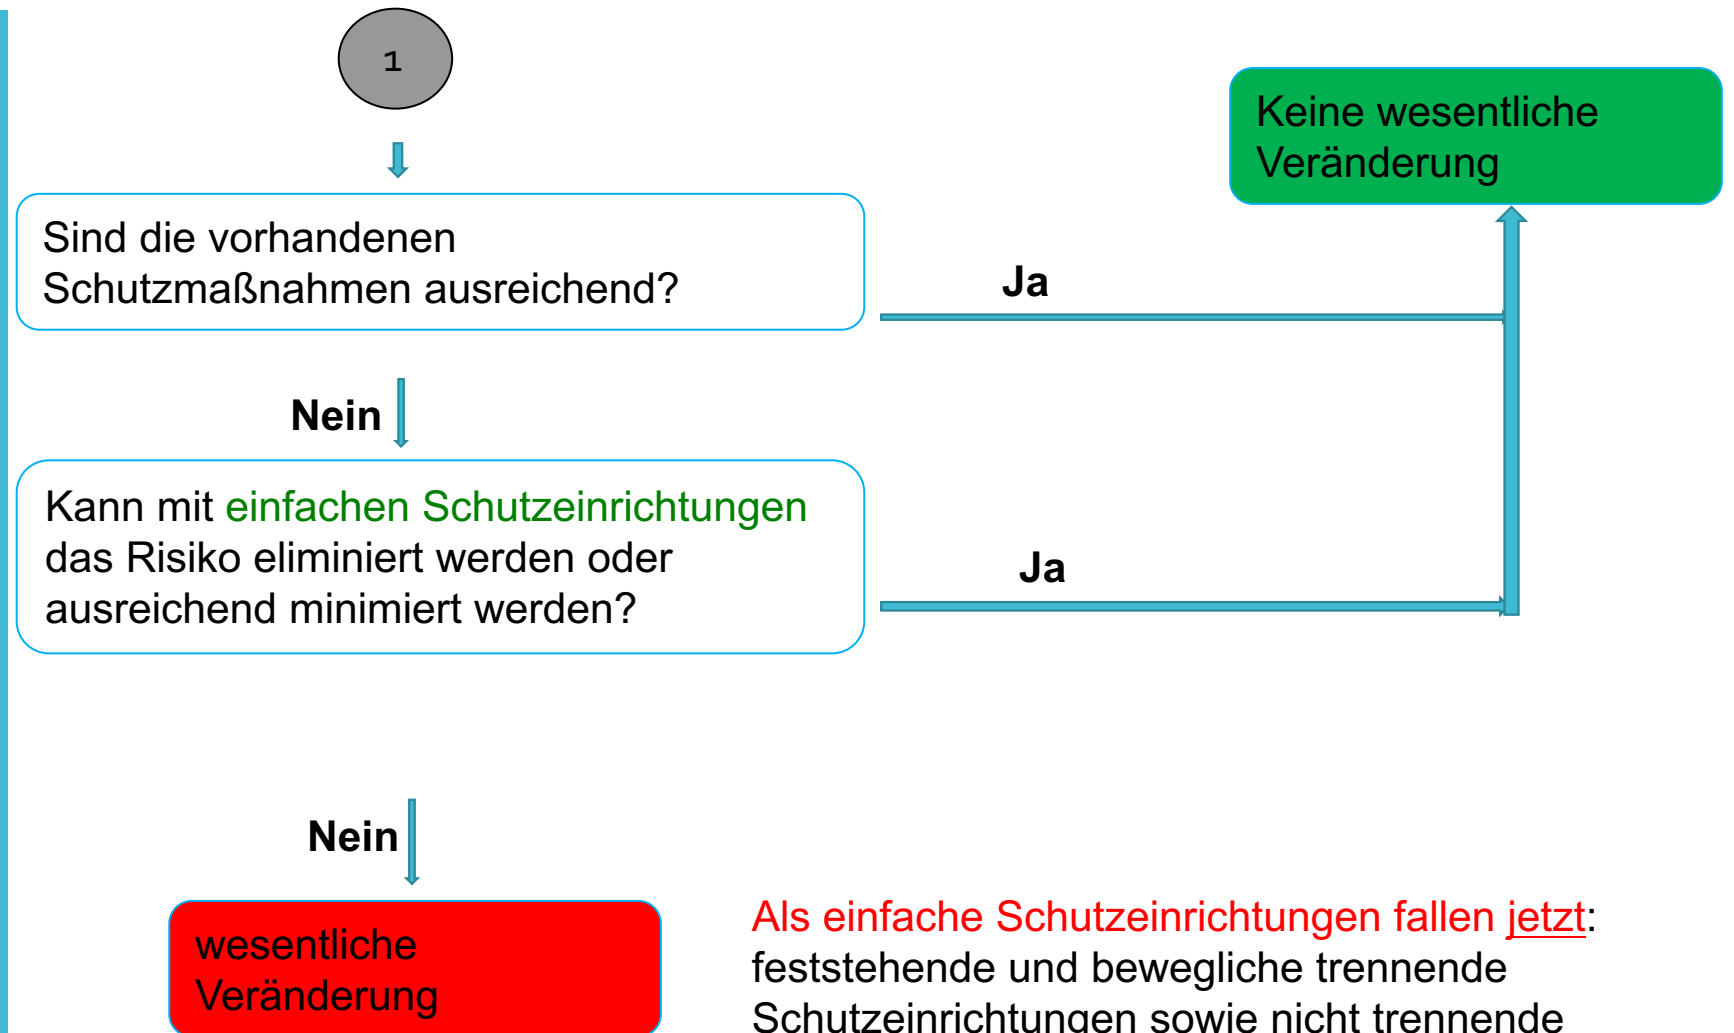 1
Keine wesentliche
Veränderung
Sind die vorhandenen
Schutzmaßnahmen ausreichend?
Ja
Nein
Kann mit einfachen Schutzeinrichtungen
das Risiko eliminiert werden oder
ausreichend minimiert werden?
Ja
Nein
wesentliche
Veränderung
Als einfache Schutzeinrichtungen fallen jetzt:
feststehende und bewegliche trennende
Schutzeinrichtungen sowie nicht trennende